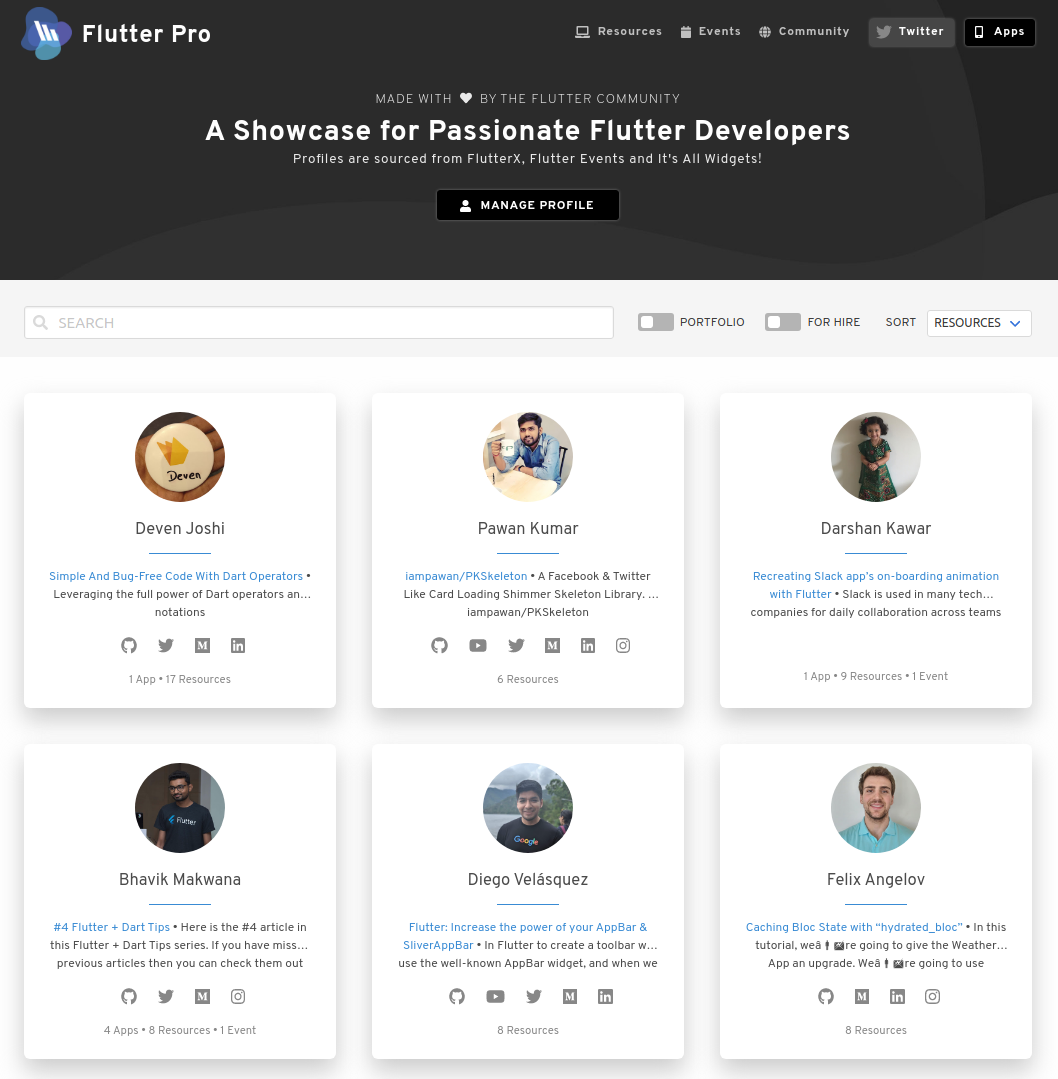 Flutter Pro
Resources Events Community Twitter Apps
MADE WITH BY THE FLUTTER COMMUNITY
A Showcase for Passionate Flutter Developers
Profiles are sourced from FlutterX, Flutter Events and It's All Widgets!
MANAGE PROFILE
SEARCH
PORTFOLIO FOR HIRE SORT RESOURCES
Deven
Deven Joshi
Simple And Bug-Free Code With Dart Operators •
Leveraging the full power of Dart operators an...
notations
1 App • 17 Resources
Pawan Kumar
iampawan/PKSkeleton • A Facebook & Twitter
Like Card Loading Shimmer Skeleton Library. ...
iampawan/PKSkeleton
6 Resources
Darshan Kawar
Recreating Slack app's on-boarding animation
with Flutter • Slack is used in many tech...
companies for daily collaboration across teams
1 App • 9 Resources • 1 Event
Flutter
Bhavik Makwana
#4 Flutter + Dart Tips • Here is the #4 article in
this Flutter + Dart Tips series. If you have miss...
previous articles then you can check them out
4 Apps • 8 Resources • 1 Event
Google
Diego Velásquez
Flutter: Increase the power of your AppBar &
SliverAppBar • In Flutter to create a toolbar w...
use the well-known AppBar widget, and when we
8 Resources
Felix Angelov
Caching Bloc State with “hydrated_bloc” • In this
tutorial, weâ re going to give the Weather...
App an upgrade. Weâ re going to use
8 Resources